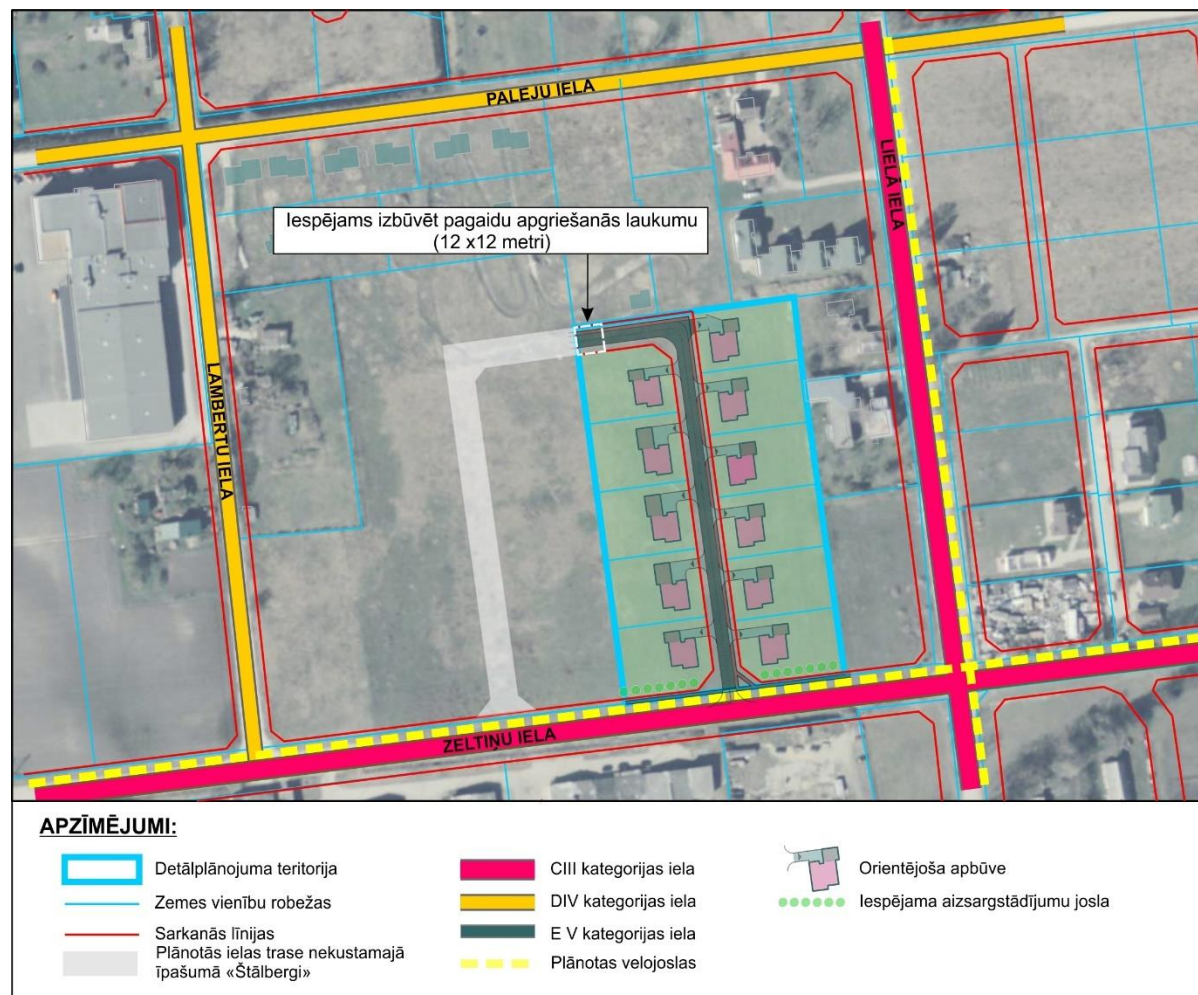 PALEJU IELA
LIELĀ IELA
Iespējams izbūvēt pagaidu apgriešanās laukumu
(12 x12 metri)
LAMBERTU IELA
ZELTIŅU IELA
APZĪMĒJUMI:
Detālplānojuma teritorija
Zemes vienību robežas
Sarkanās līnijas
Plānotās ielas trase nekustamajā
īpašumā «Štālbergi»
CIII kategorijas iela
DIV kategorijas iela
E V kategorijas iela
Plānotas velojoslas
Orientējoša apbūve
Iespējama aizsargstādījumu josla